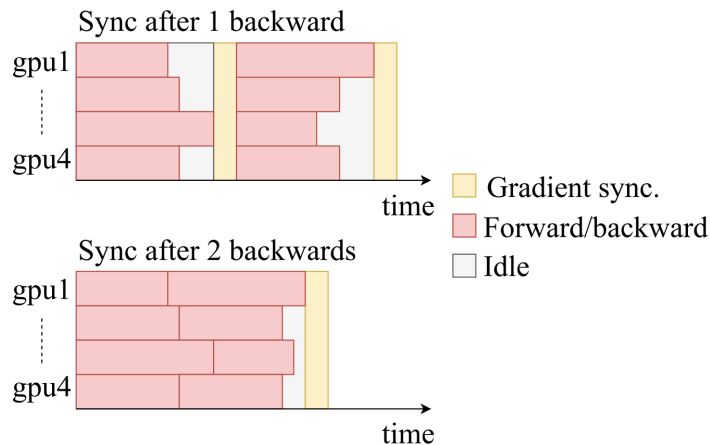 Sync after 1 backward
gpu1
gpu4
time
Gradient sync.
Forward/backward
Idle
Sync after 2 backwards
gpu1
gpu4
time